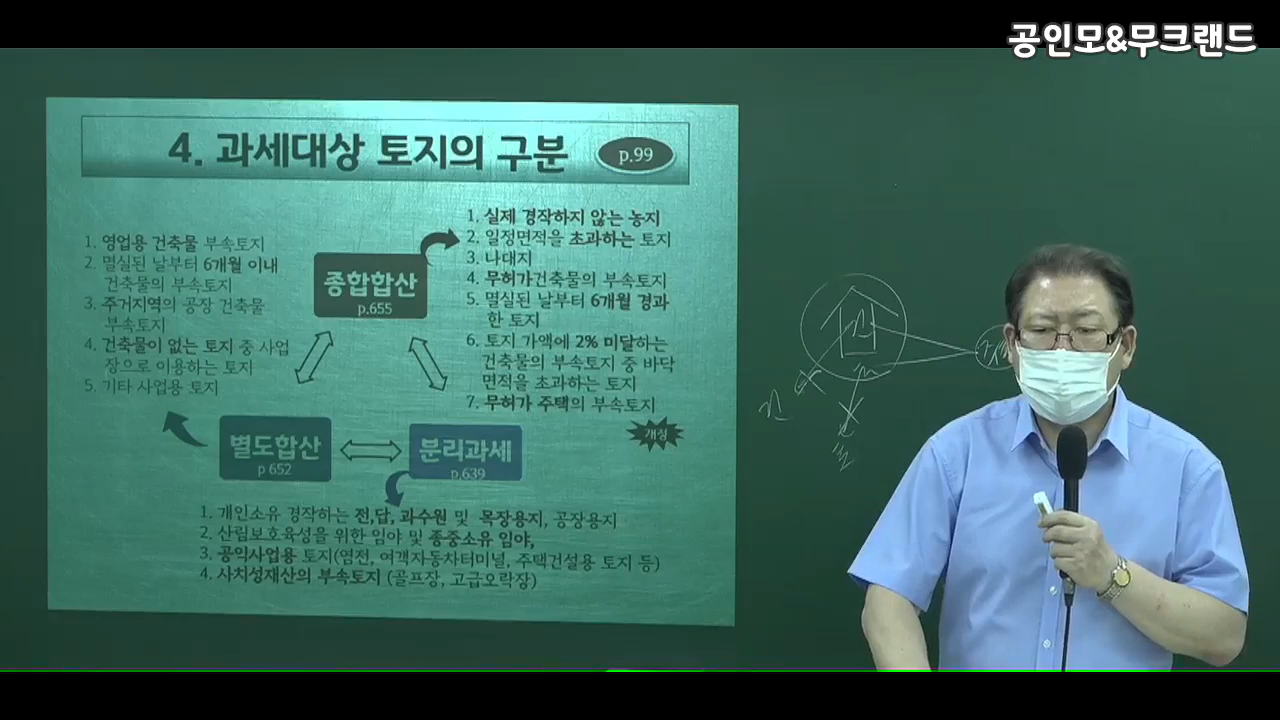 공인모&무크랜드
4. 과세대상 토지의 구분
p.99
1. 영업용 건축물 부속토지
2. 멸실된 날부터 6개월 이내
건축물의 부속토지
3. 주거지역의 공장 건축물
부속토지
4. 건축물이 없는 토지 중 사업
장으로 이용하는 토지
5. 기타 사업용 토지
종합합산
p.655
1. 실제 경작하지 않는 농지
2. 일정면적을 초과하는 토지
3. 나대지
4. 무허가건축물의 부속토지
5. 멸실된 날부터 6개월 경과
한 토지
6. 토지 가액에 2% 미달하는
건축물의 부속토지 중 바닥
면적을 초과하는 토지
7. 무허가 주택의 부속토지
개정
별도합산
p 652
분리과세
p.639
1. 개인소유 경작하는 전,답, 과수원 및 목장용지, 공장용지
2. 산림보호육성을 위한 임야 및 종중소유 임야,
3. 공익사업용 토지(염전, 여객자동차터미널, 주택건설용 토지 등)
4. 사치성재산의 부속토지 (골프장, 고급오락장)